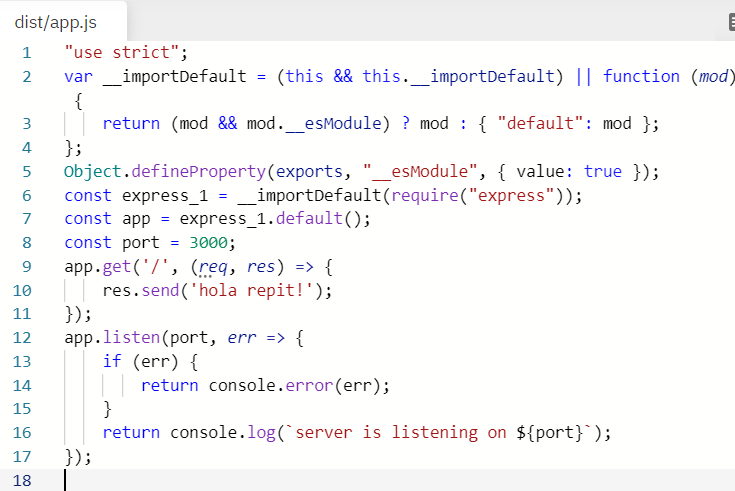 dist/app.js
1 "use strict";
2 var __importDefault = (this && this.__importDefault) || function (mod)
{
3 return (mod && mod.__esModule) ? mod : { "default": mod };
4 };
5 Object.defineProperty(exports, "__esModule", { value: true });
6 const express_1 = __importDefault(require("express"));
7 const app = express_1.default();
8 const port = 3000;
9 app.get('/', (req, res) => {
10 res.send('hola repit!');
11 });
12 app.listen(port, err => {
13 if (err) {
14 return console.error(err);
15 }
16 return console.log(`server is listening on ${port}`);
17 });
18